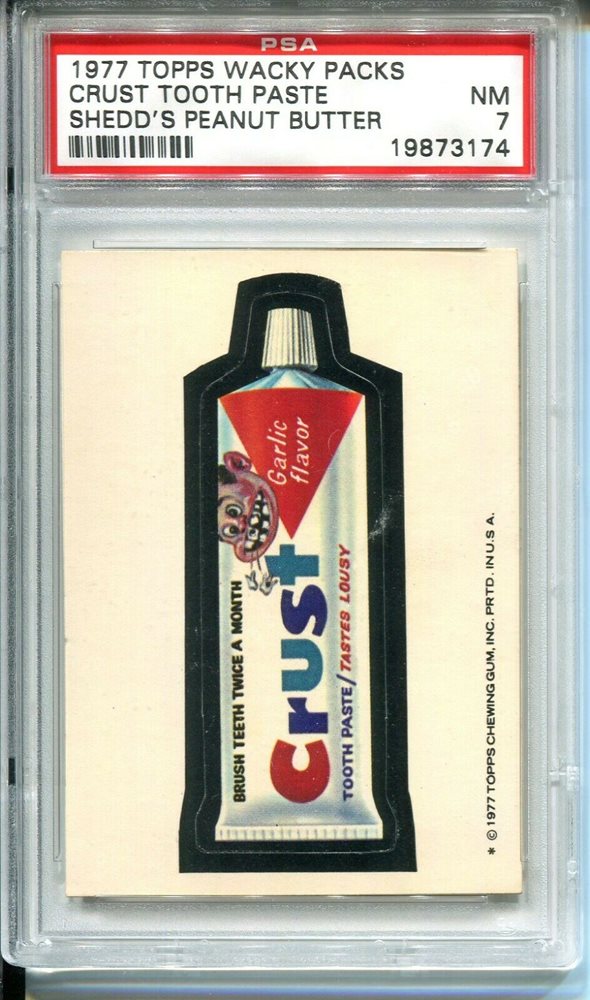 PSA
1977 TOPPS WACKY PACKS
CRUST TOOTH PASTE NM
SHEDD'S PEANUT BUTTER 7
19873174
Garlic
flavor
BRUSH TEETH TWICE A MONTH
Crust
TOOTH PASTE/TASTES LOUSY
* © 1977 TOPPS CHEWING GUM, INC. PRTD. IN U.S.A.